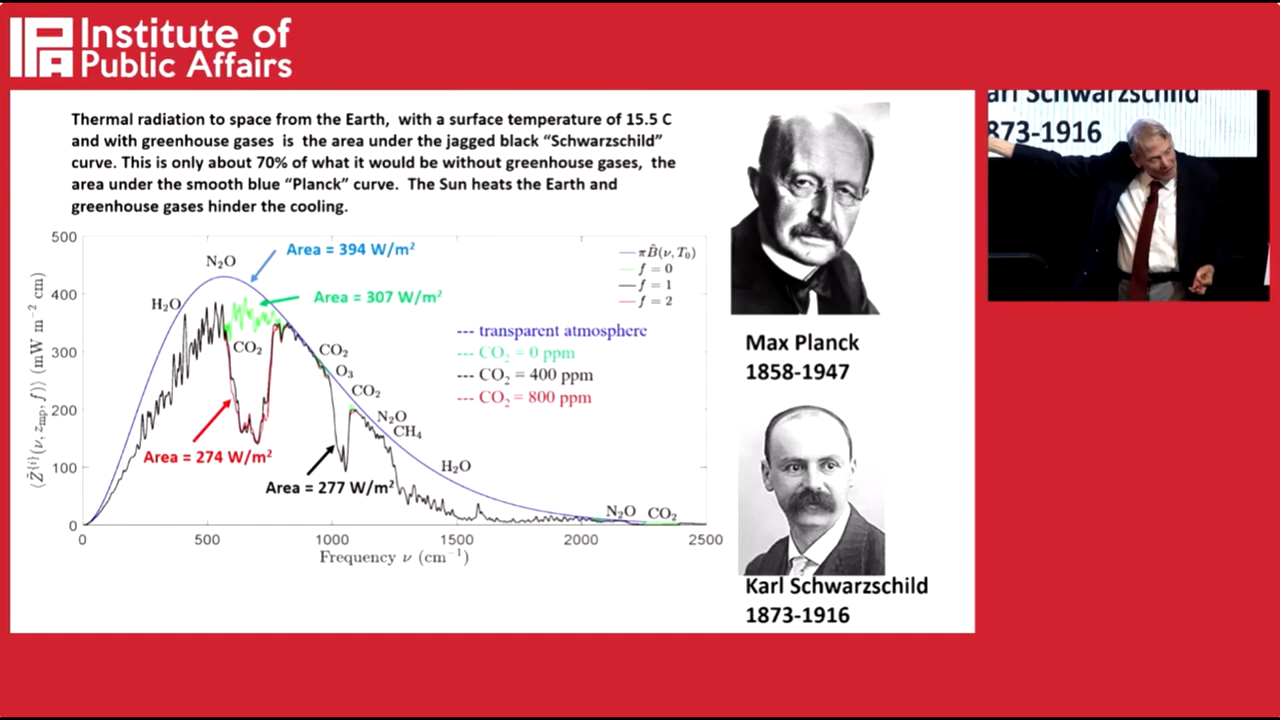 Institute of
Public Affairs
Thermal radiation to space from the Earth, with a surface temperature of 15.5 C
and with greenhouse gases is the area under the jagged black “Schwarzschild”
curve. This is only about 70% of what it would be without greenhouse gases, the
area under the smooth blue “Planck” curve. The Sun heats the Earth and
greenhouse gases hinder the cooling.
500
400
300
200
100
0
⟨Z̃{i}(ν, zmp, f)⟩ (mW m⁻² cm)
0
500
1000
1500
2000
2500
Frequency ν (cm⁻¹)
Area = 394 W/m²
Area = 307 W/m²
Area = 274 W/m²
Area = 277 W/m²
N₂O
H₂O
CO₂
CO₂
O₃
CO₂
N₂O
CH₄
H₂O
N₂O
CO₂
πB̃(ν, T₀)
f = 0
f = 1
f = 2
--- transparent atmosphere
--- CO₂ = 0 ppm
--- CO₂ = 400 ppm
--- CO₂ = 800 ppm
Max Planck
1858-1947
Karl Schwarzschild
1873-1916
arl Schwarzschild
873-1916